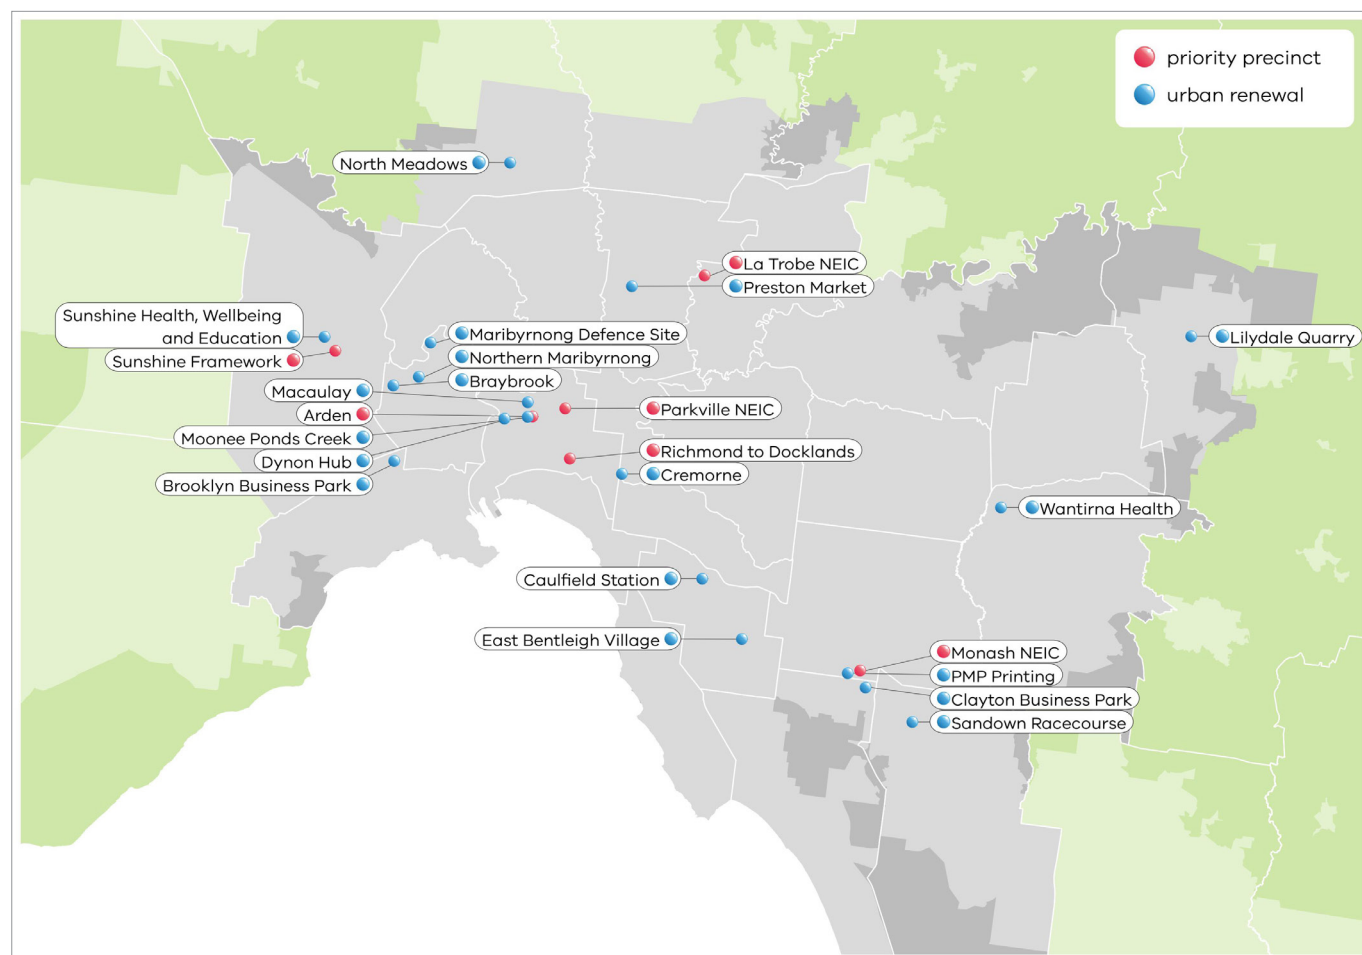 priority precinct
urban renewal
North Meadows
La Trobe NEIC
Preston Market
Sunshine Health, Wellbeing
and Education
Sunshine Framework
Maribyrnong Defence Site
Northern Maribyrnong
Braybrook
Lilydale Quarry
Macaulay
Arden
Moonee Ponds Creek
Dynon Hub
Brooklyn Business Park
Parkville NEIC
Richmond to Docklands
Cremorne
Wantirna Health
Caulfield Station
East Bentleigh Village
Monash NEIC
PMP Printing
Clayton Business Park
Sandown Racecourse